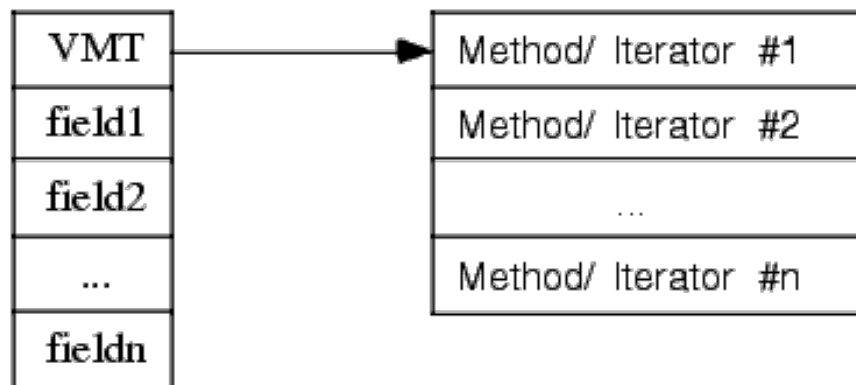 VMT
field1
field2
...
fieldn
Method/ Iterator #1
Method/ Iterator #2
...
Method/ Iterator #n